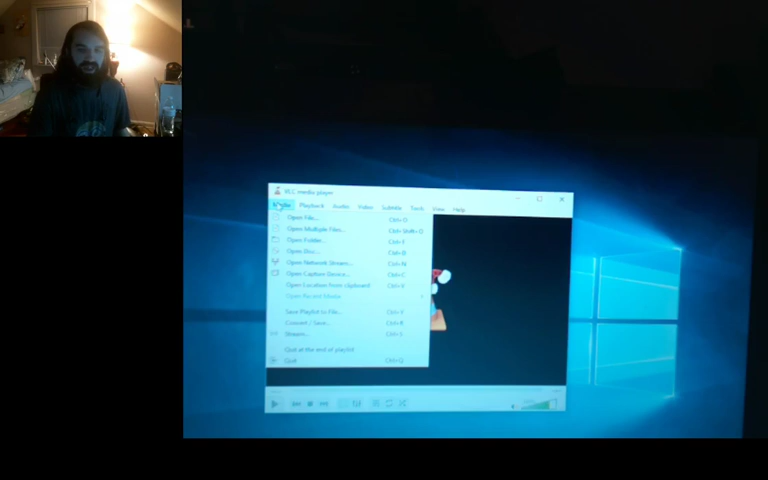 VLC media player
Media Playback Audio Video Subtitle Tools View Help
Open File... Ctrl+O
Open Multiple Files... Ctrl+Shift+O
Open Folder... Ctrl+F
Open Disc... Ctrl+D
Open Network Stream... Ctrl+N
Open Capture Device... Ctrl+C
Open Location from clipboard Ctrl+V
Open Recent Media
Save Playlist to File... Ctrl+Y
Convert / Save... Ctrl+R
Stream... Ctrl+S
Quit at the end of playlist
Quit Ctrl+Q